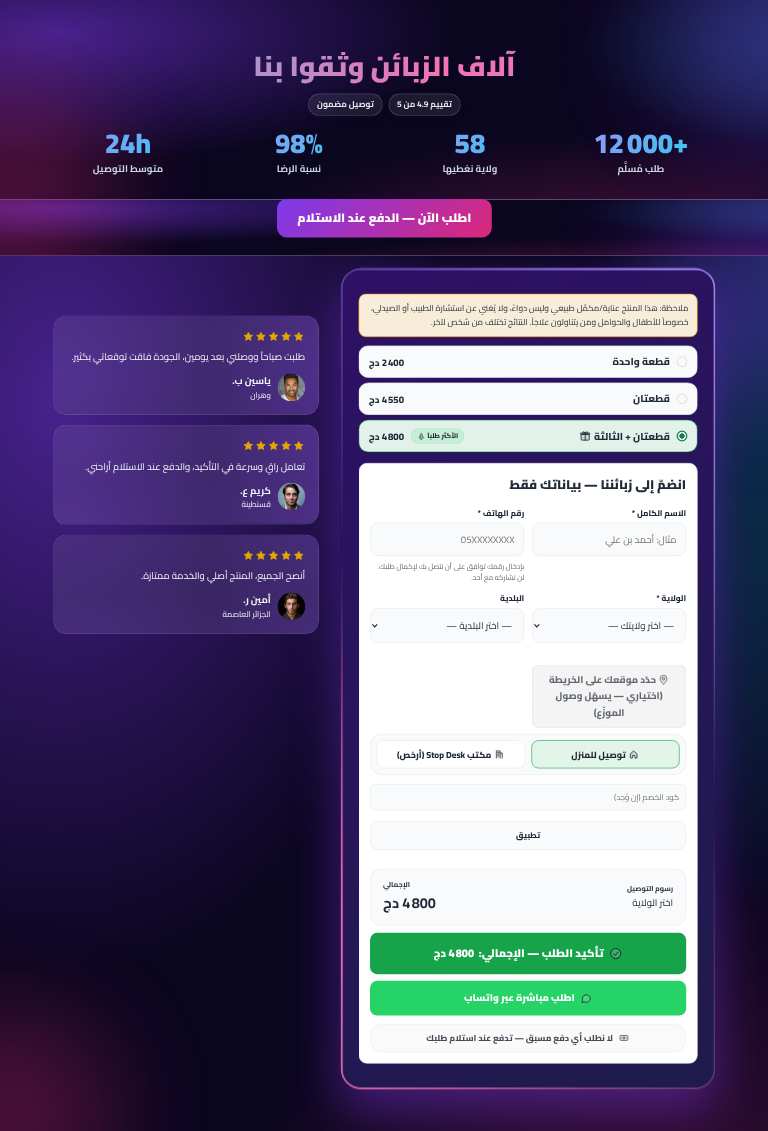 آلاف الزبائن وثقوا بنا
تقييم 4.9 من 5
توصيل مضمون
12 000+
طلب مُسلَّم
58
ولاية نغطيها
98%
نسبة الرضا
24h
متوسط التوصيل
اطلب الآن — الدفع عند الاستلام
ملاحظة: هذا المنتج عناية/مكمّل طبيعي وليس دواءً، ولا يُغني عن استشارة الطبيب أو الصيدلي،
خصوصاً للأطفال والحوامل ومن يتناولون علاجاً. النتائج تختلف من شخص لآخر.
قطعة واحدة
2400 دج
قطعتان
4550 دج
قطعتان + الثالثة
الأكثر طلباً
4800 دج
انضمّ إلى زبائننا — بياناتك فقط
الاسم الكامل *
رقم الهاتف *
مثال: أحمد بن علي
05XXXXXXXX
بإدخال رقمك توافق على أن نتصل بك لإكمال طلبك.
لن نشاركه مع أحد.
الولاية *
البلدية
— اختر ولايتك —
— اختر البلدية —
حدّد موقعك على الخريطة
(اختياري — يسهّل وصول
الموزّع)
توصيل للمنزل
مكتب Stop Desk (أرخص)
كود الخصم (إن وُجد)
تطبيق
رسوم التوصيل
اختر الولاية
الإجمالي
4800 دج
تأكيد الطلب — الإجمالي: 4800 دج
اطلب مباشرة عبر واتساب
لا نطلب أي دفع مسبق — تدفع عند استلام طلبك
طلبت صباحاً ووصلني بعد يومين، الجودة فاقت توقعاتي بكثير.
ياسين ب.
وهران
تعامل راقٍ وسرعة في التأكيد، والدفع عند الاستلام أراحني.
كريم ع.
قسنطينة
أنصح الجميع، المنتج أصلي والخدمة ممتازة.
أمين ر.
الجزائر العاصمة